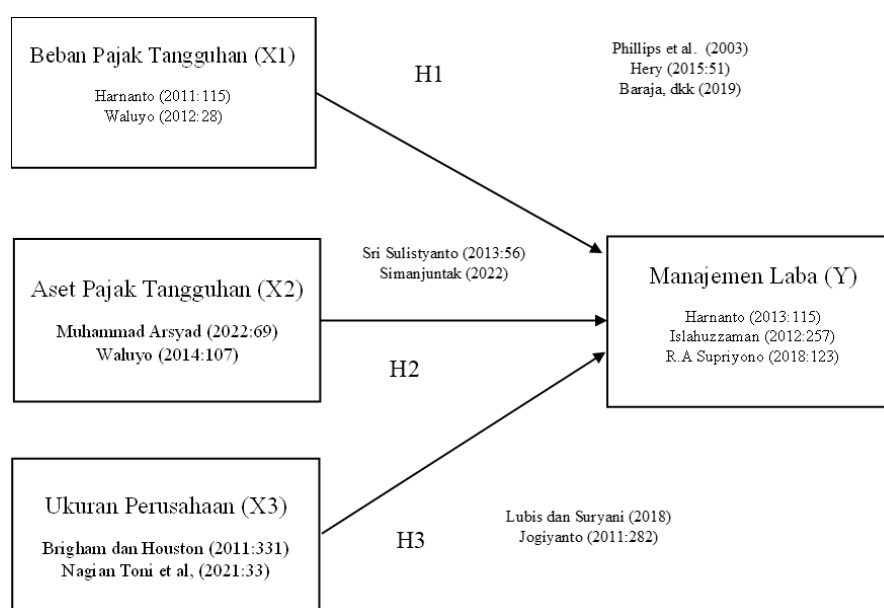 Beban Pajak Tangguhan (X1)
Harnanto (2011:115)
Waluyo (2012:28)
H1
Phillips et al. (2003)
Hery (2015:51)
Baraja, dkk (2019)
Aset Pajak Tangguhan (X2)
Muhammad Arsyad (2022:69)
Waluyo (2014:107)
Sri Sulistyanto (2013:56)
Simanjuntak (2022)
H2
Manajemen Laba (Y)
Harnanto (2013:115)
Islahuzzaman (2012:257)
R.A Supriyono (2018:123)
Ukuran Perusahaan (X3)
Brigham dan Houston (2011:331)
Nagian Toni et al, (2021:33)
H3
Lubis dan Suryani (2018)
Jogiyanto (2011:282)